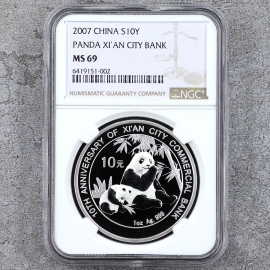 2007 CHINA S10Y
PANDA XI'AN CITY BANK
MS 69
6419151-002
NUMISMATIC GUARANTY COMPANY
NGC
10TH ANNIVERSARY OF XI'AN CITY COMMERCIAL BANK
10元
1oz Ag .999